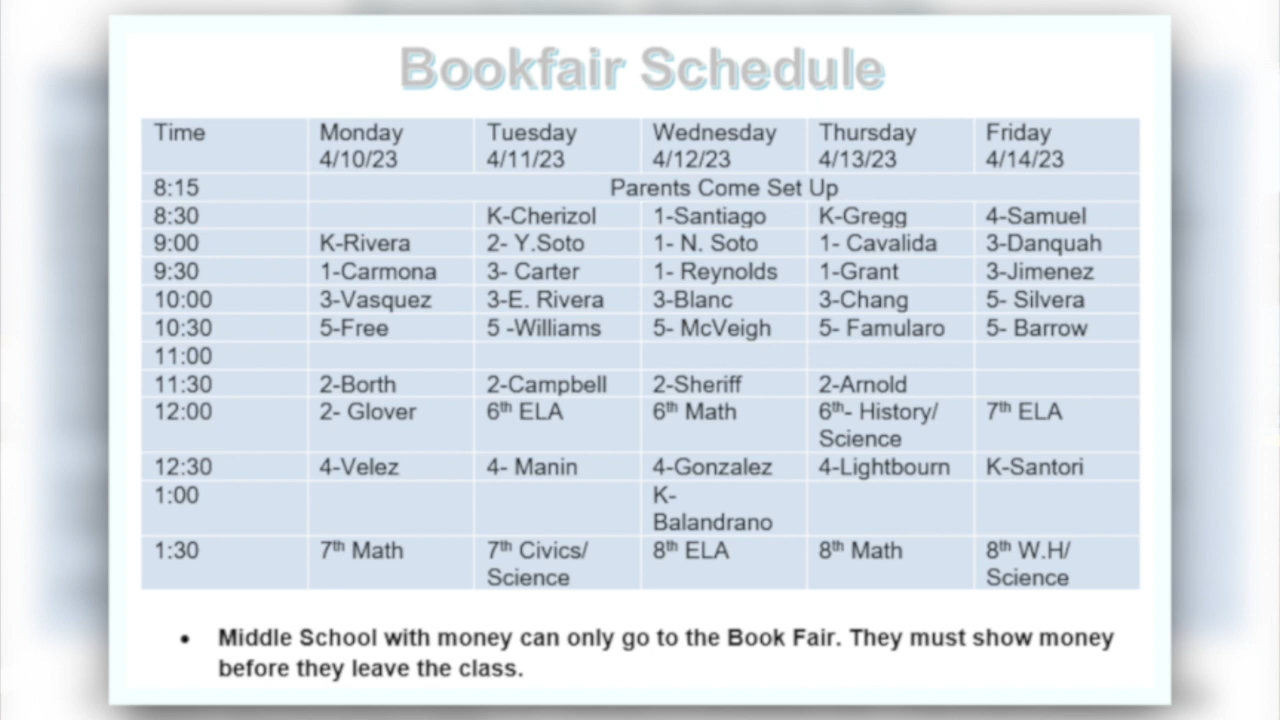 Bookfair Schedule
Time Monday Tuesday Wednesday Thursday Friday
4/10/23 4/11/23 4/12/23 4/13/23 4/14/23
8:15 Parents Come Set Up
8:30 K-Cherizol 1-Santiago K-Gregg 4-Samuel
9:00 K-Rivera 2- Y.Soto 1- N. Soto 1- Cavalida 3-Danquah
9:30 1-Carmona 3- Carter 1- Reynolds 1-Grant 3-Jimenez
10:00 3-Vasquez 3-E. Rivera 3-Blanc 3-Chang 5- Silvera
10:30 5-Free 5 -Williams 5- McVeigh 5- Famularo 5- Barrow
11:00
11:30 2-Borth 2-Campbell 2-Sheriff 2-Arnold
12:00 2- Glover 6th ELA 6th Math 6th- History/ 7th ELA
Science
12:30 4-Velez 4- Manin 4-Gonzalez 4-Lightbourn K-Santori
1:00 K-
Balandrano
1:30 7th Math 7th Civics/ 8th ELA 8th Math 8th W.H/
Science Science
• Middle School with money can only go to the Book Fair. They must show money
before they leave the class.